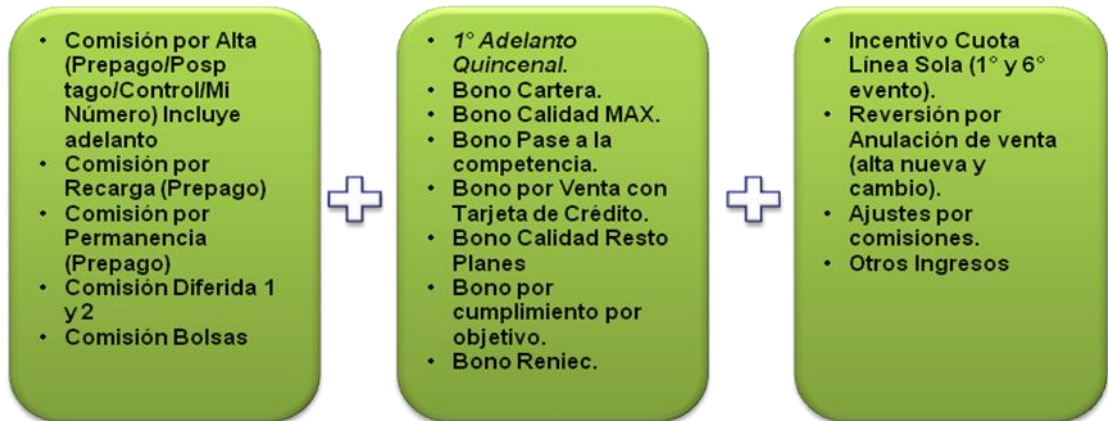 • Comisión por Alta
(Prepago/Posp
tago/Control/Mi
Número) Incluye
adelanto
• Comisión por
Recarga (Prepago)
• Comisión por
Permanencia
(Prepago)
• Comisión Diferida 1
y 2
• Comisión Bolsas
• 1° Adelanto
Quincenal.
• Bono Cartera.
• Bono Calidad MAX.
• Bono Pase a la
competencia.
• Bono por Venta con
Tarjeta de Crédito.
• Bono Calidad Resto
Planes
• Bono por
cumplimiento por
objetivo.
• Bono Reniec.
• Incentivo Cuota
Línea Sola (1° y 6°
evento).
• Reversión por
Anulación de venta
(alta nueva y
cambio).
• Ajustes por
comisiones.
• Otros Ingresos